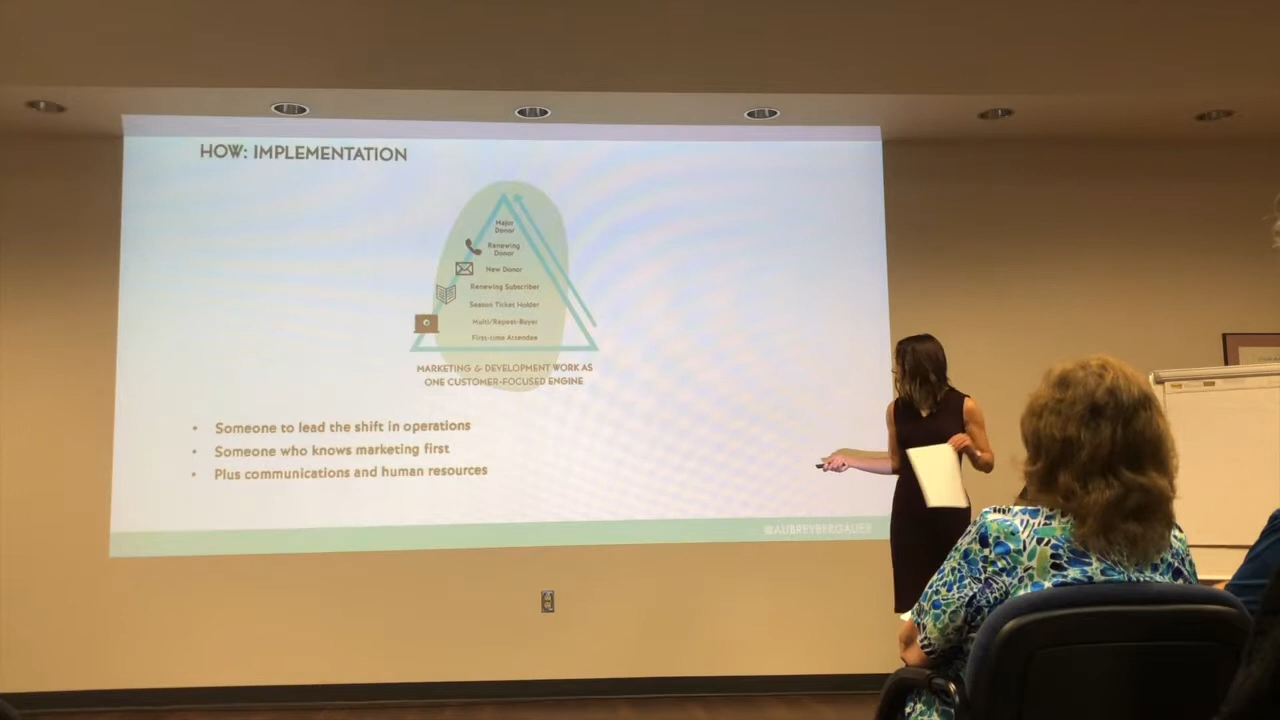 HOW: IMPLEMENTATION
Major
Donor
Renewing
Donor
New Donor
Renewing Subscriber
Season Ticket Holder
Multi/Repeat-Buyer
First-time Attendee
MARKETING & DEVELOPMENT WORK AS
ONE CUSTOMER-FOCUSED ENGINE
• Someone to lead the shift in operations
• Someone who knows marketing first
• Plus communications and human resources
@AUBREYBERGAUER